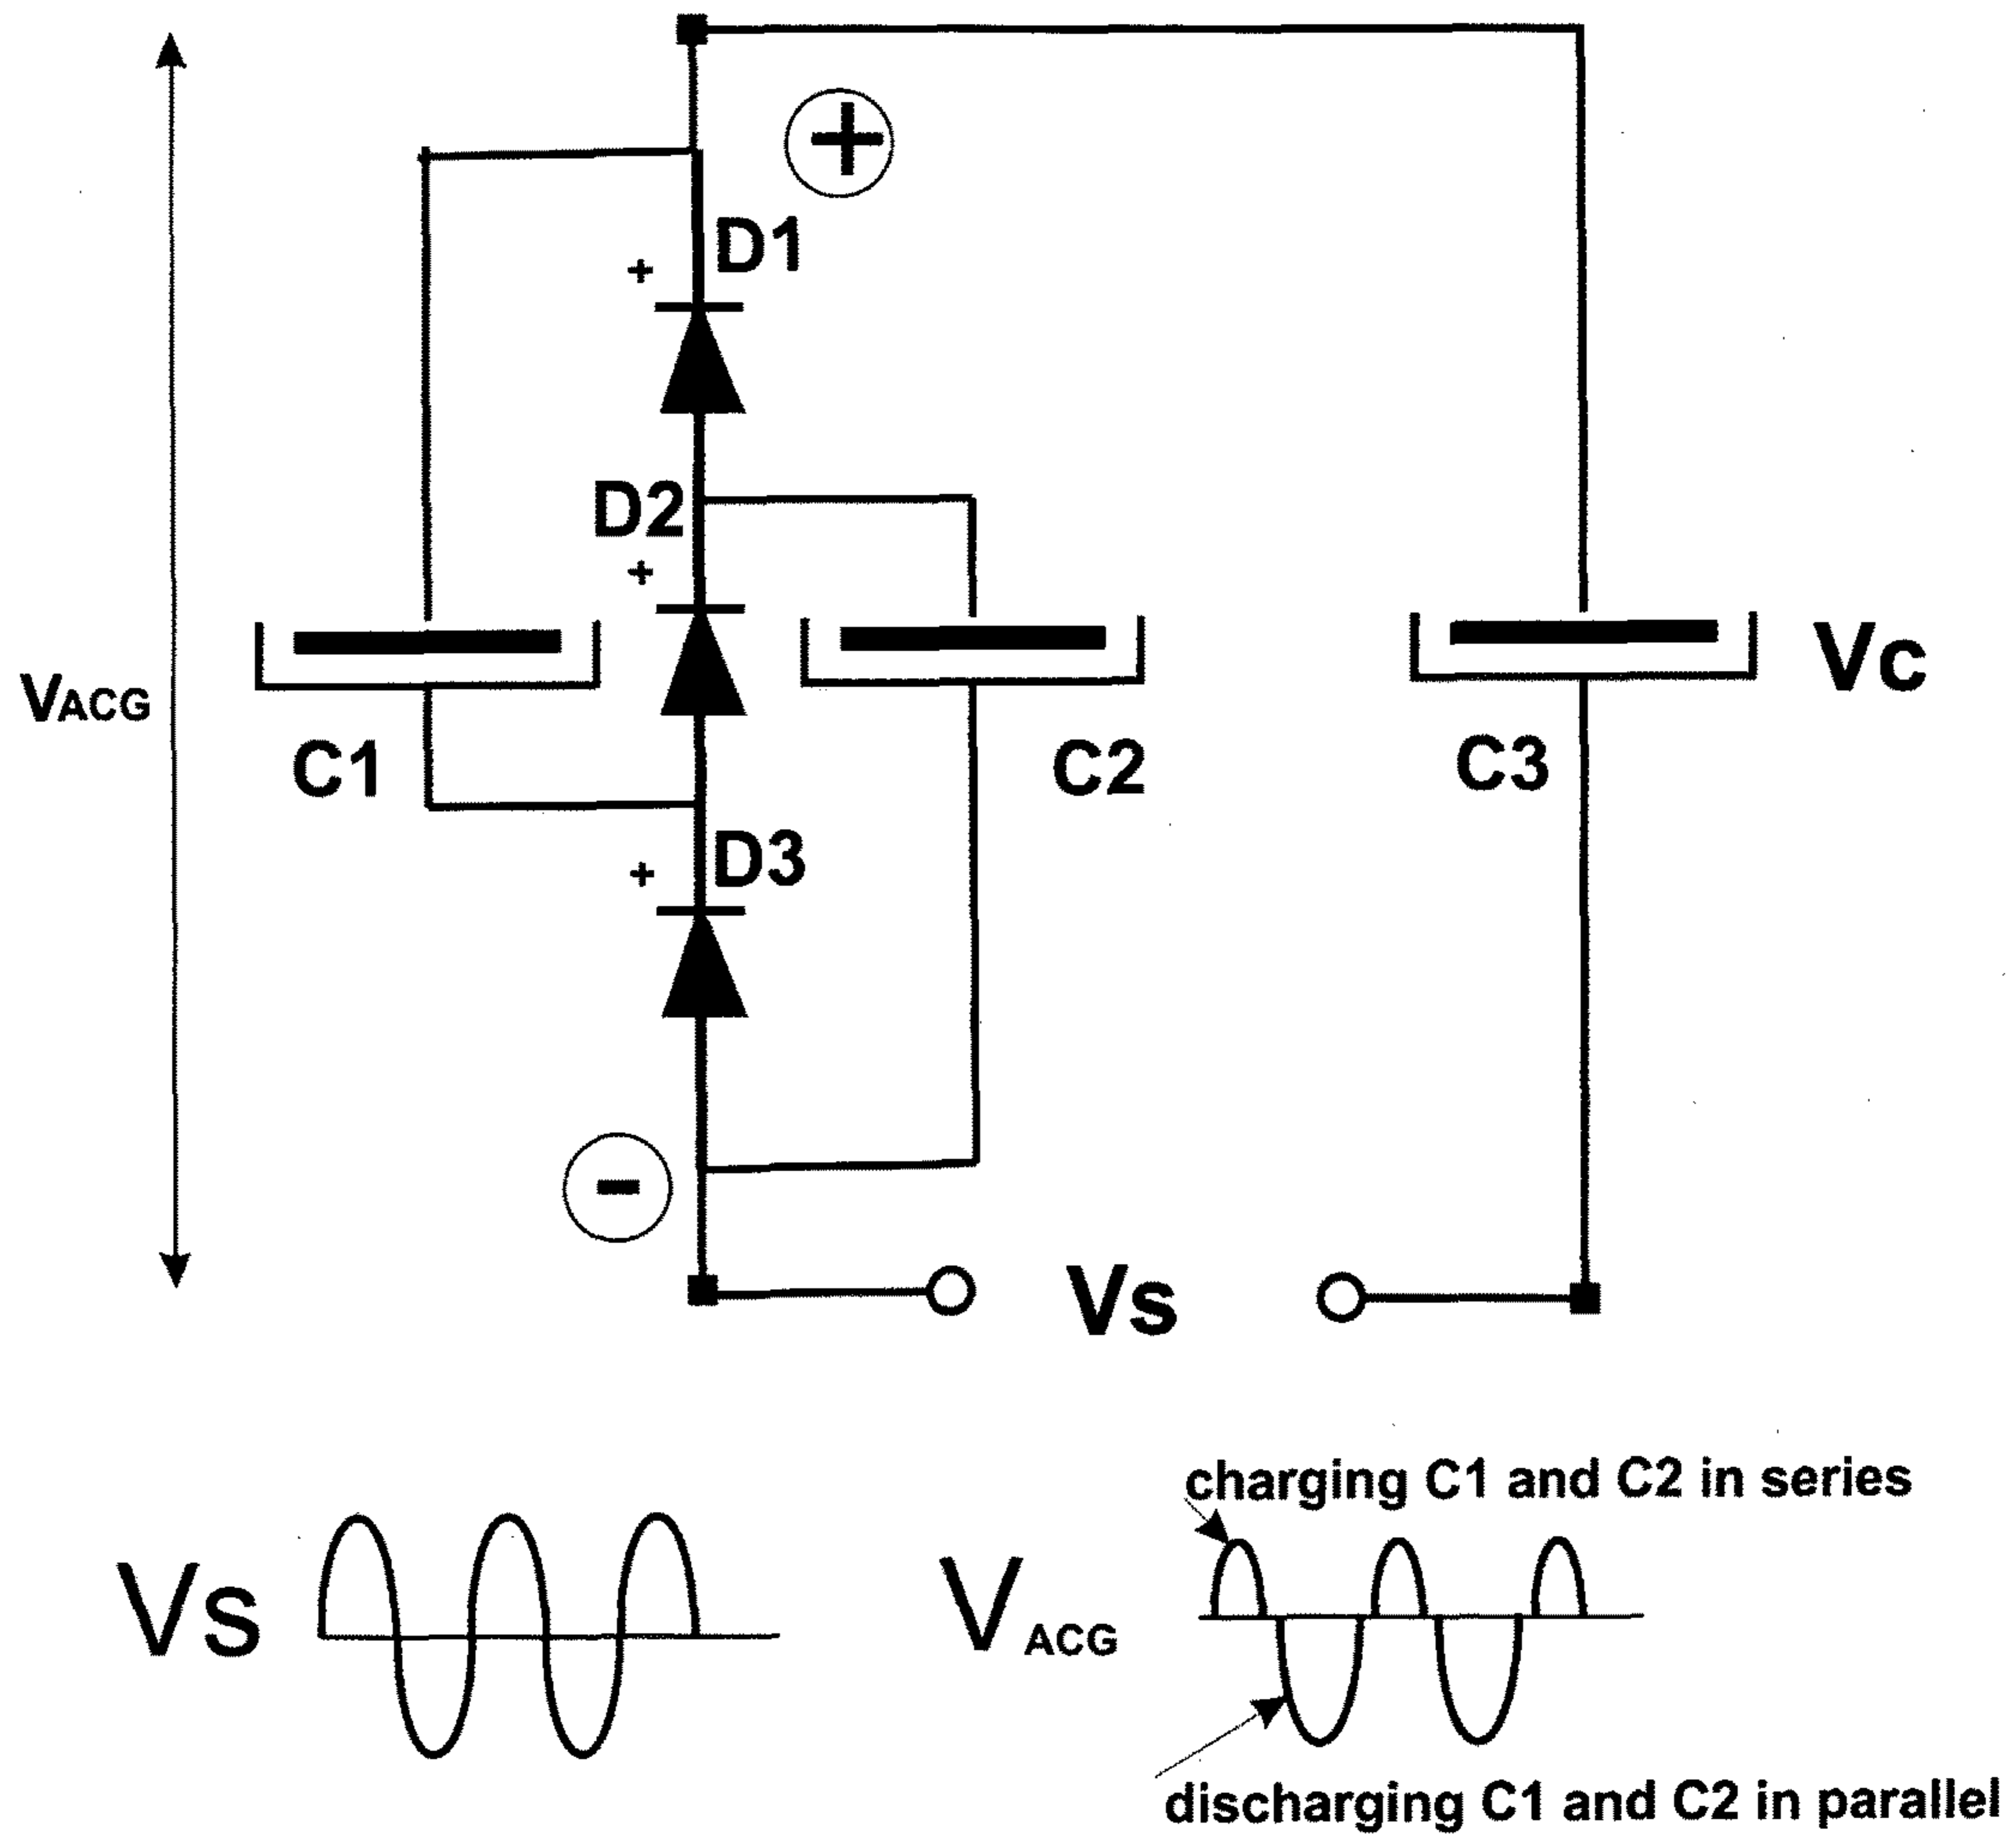 +
D1
+
D2
+
VACG
Vc
C1
C2
C3
D3
+
-
Vs
charging C1 and C2 in series
Vs
VACG
discharging C1 and C2 in parallel